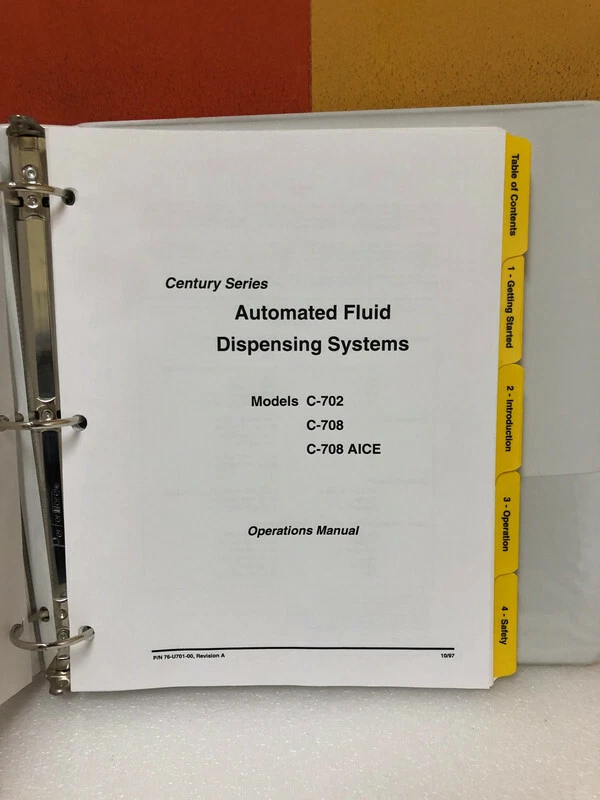 Century Series
Automated Fluid
Dispensing Systems
Models C-702
C-708
C-708 AICE
Operations Manual
P/N 76-U701-00, Revision A 10/97
Table of Contents
1 - Getting Started
2 - Introduction
3 - Operation
4 - Safety